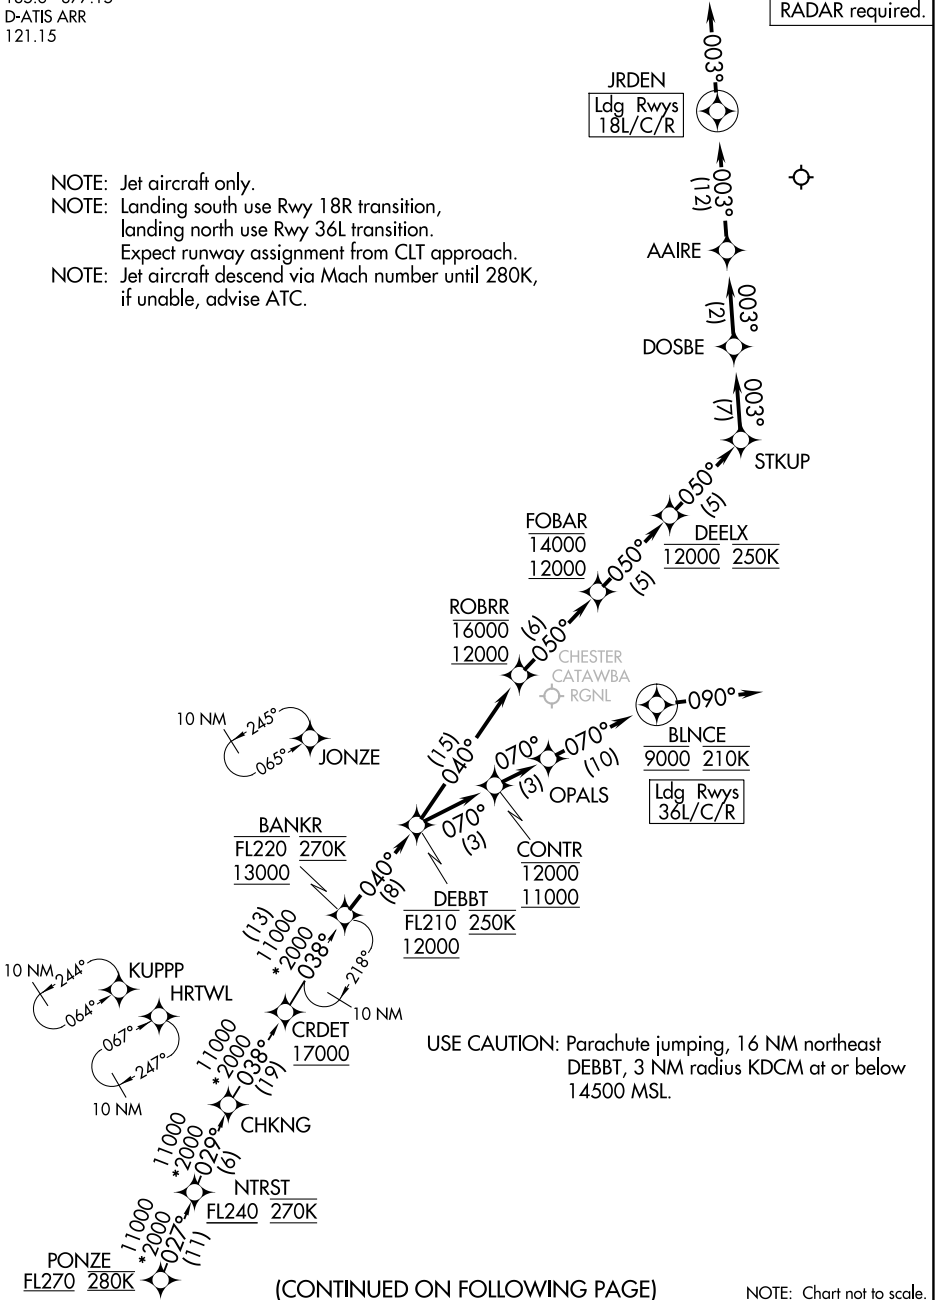 D-ATIS ARR
121.15
RADAR required.
003°
JRDEN
Ldg Rwys
18L/C/R
003°
(12)
NOTE: Jet aircraft only.
NOTE: Landing south use Rwy 18R transition,
landing north use Rwy 36L transition.
Expect runway assignment from CLT approach.
NOTE: Jet aircraft descend via Mach number until 280K,
if unable, advise ATC.
AAIRE
003°
(2)
DOSBE
003°
(7)
STKUP
050°
(5)
DEELX
12000 250K
FOBAR
14000
12000
050°
(5)
ROBRR
16000
12000
(6)
050°
CHESTER
CATAWBA
RGNL
10 NM
245°
065°
JONZE
(15)
040°
070°
(3)
070°
(10)
090°
BLNCE
9000 210K
Ldg Rwys
36L/C/R
OPALS
070°
(3)
CONTR
12000
11000
BANKR
FL220 270K
13000
040°
(8)
DEBBT
FL210 250K
12000
(13)
11000
*2000
038°
218°
10 NM
10 NM
244°
064°
KUPPP
HRTWL
067°
247°
10 NM
CRDET
17000
USE CAUTION: Parachute jumping, 16 NM northeast
DEBBT, 3 NM radius KDCM at or below
14500 MSL.
11000
*2000
038°
(19)
CHKNG
11000
*2000
029°
(6)
NTRST
FL240 270K
11000
*2000
027°
(11)
PONZE
FL270 280K
(CONTINUED ON FOLLOWING PAGE)
NOTE: Chart not to scale.